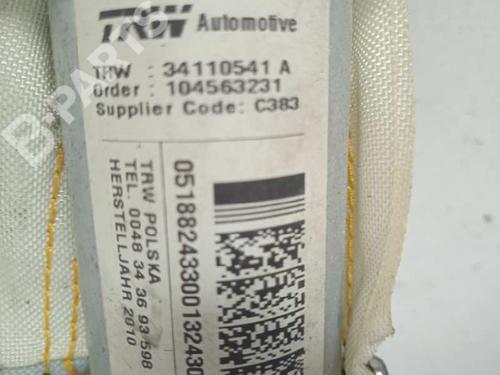 TRW Automotive
TRW : 34110541 A
Order : 104563231
Supplier Code: C383
TRW POLSKA
TEL. 0048 34 36 93 598
HERSTELLJAHR 2010
05188243300132430
B-PARTS